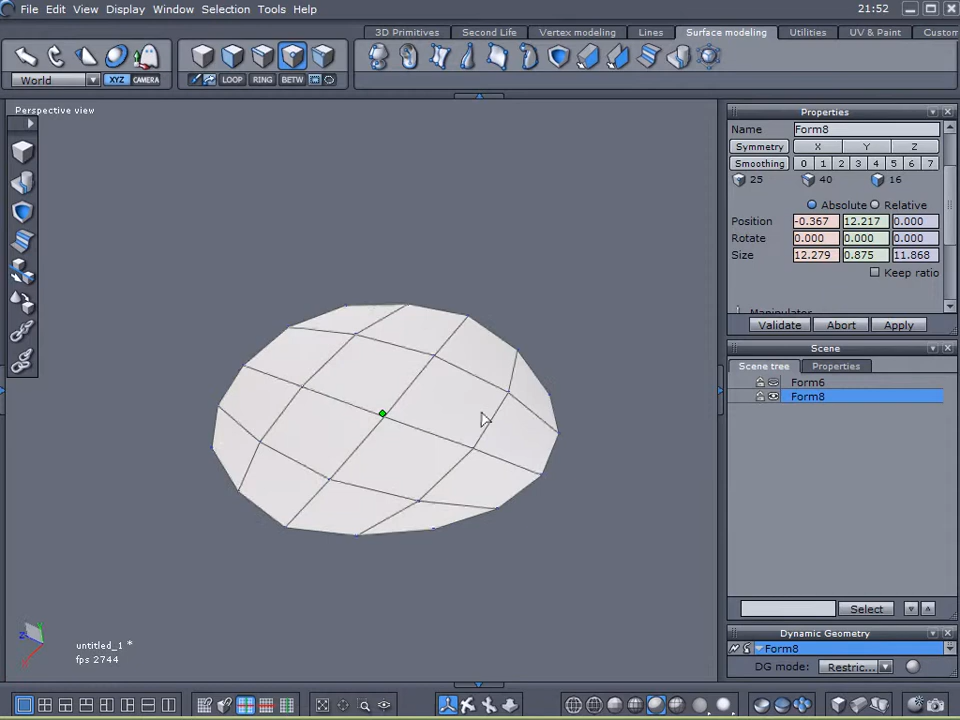 File Edit View Display Window Selection Tools Help 21:52
3D Primitives Second Life Vertex modeling Lines Surface modeling Utilities UV & Paint Custom
World XYZ CAMERA LOOP RING BETW
Perspective view
Properties
Name Form8
Symmetry X Y Z
Smoothing 0 1 2 3 4 5 6 7
25 40 16
Absolute Relative
Position -0.367 12.217 0.000
Rotate 0.000 0.000 0.000
Size 12.279 0.875 11.868
Keep ratio
Manipulator
Validate Abort Apply
Scene
Scene tree Properties
Form6
Form8
Select
Dynamic Geometry
Form8
DG mode: Restric...
untitled_1 *
fps 2744